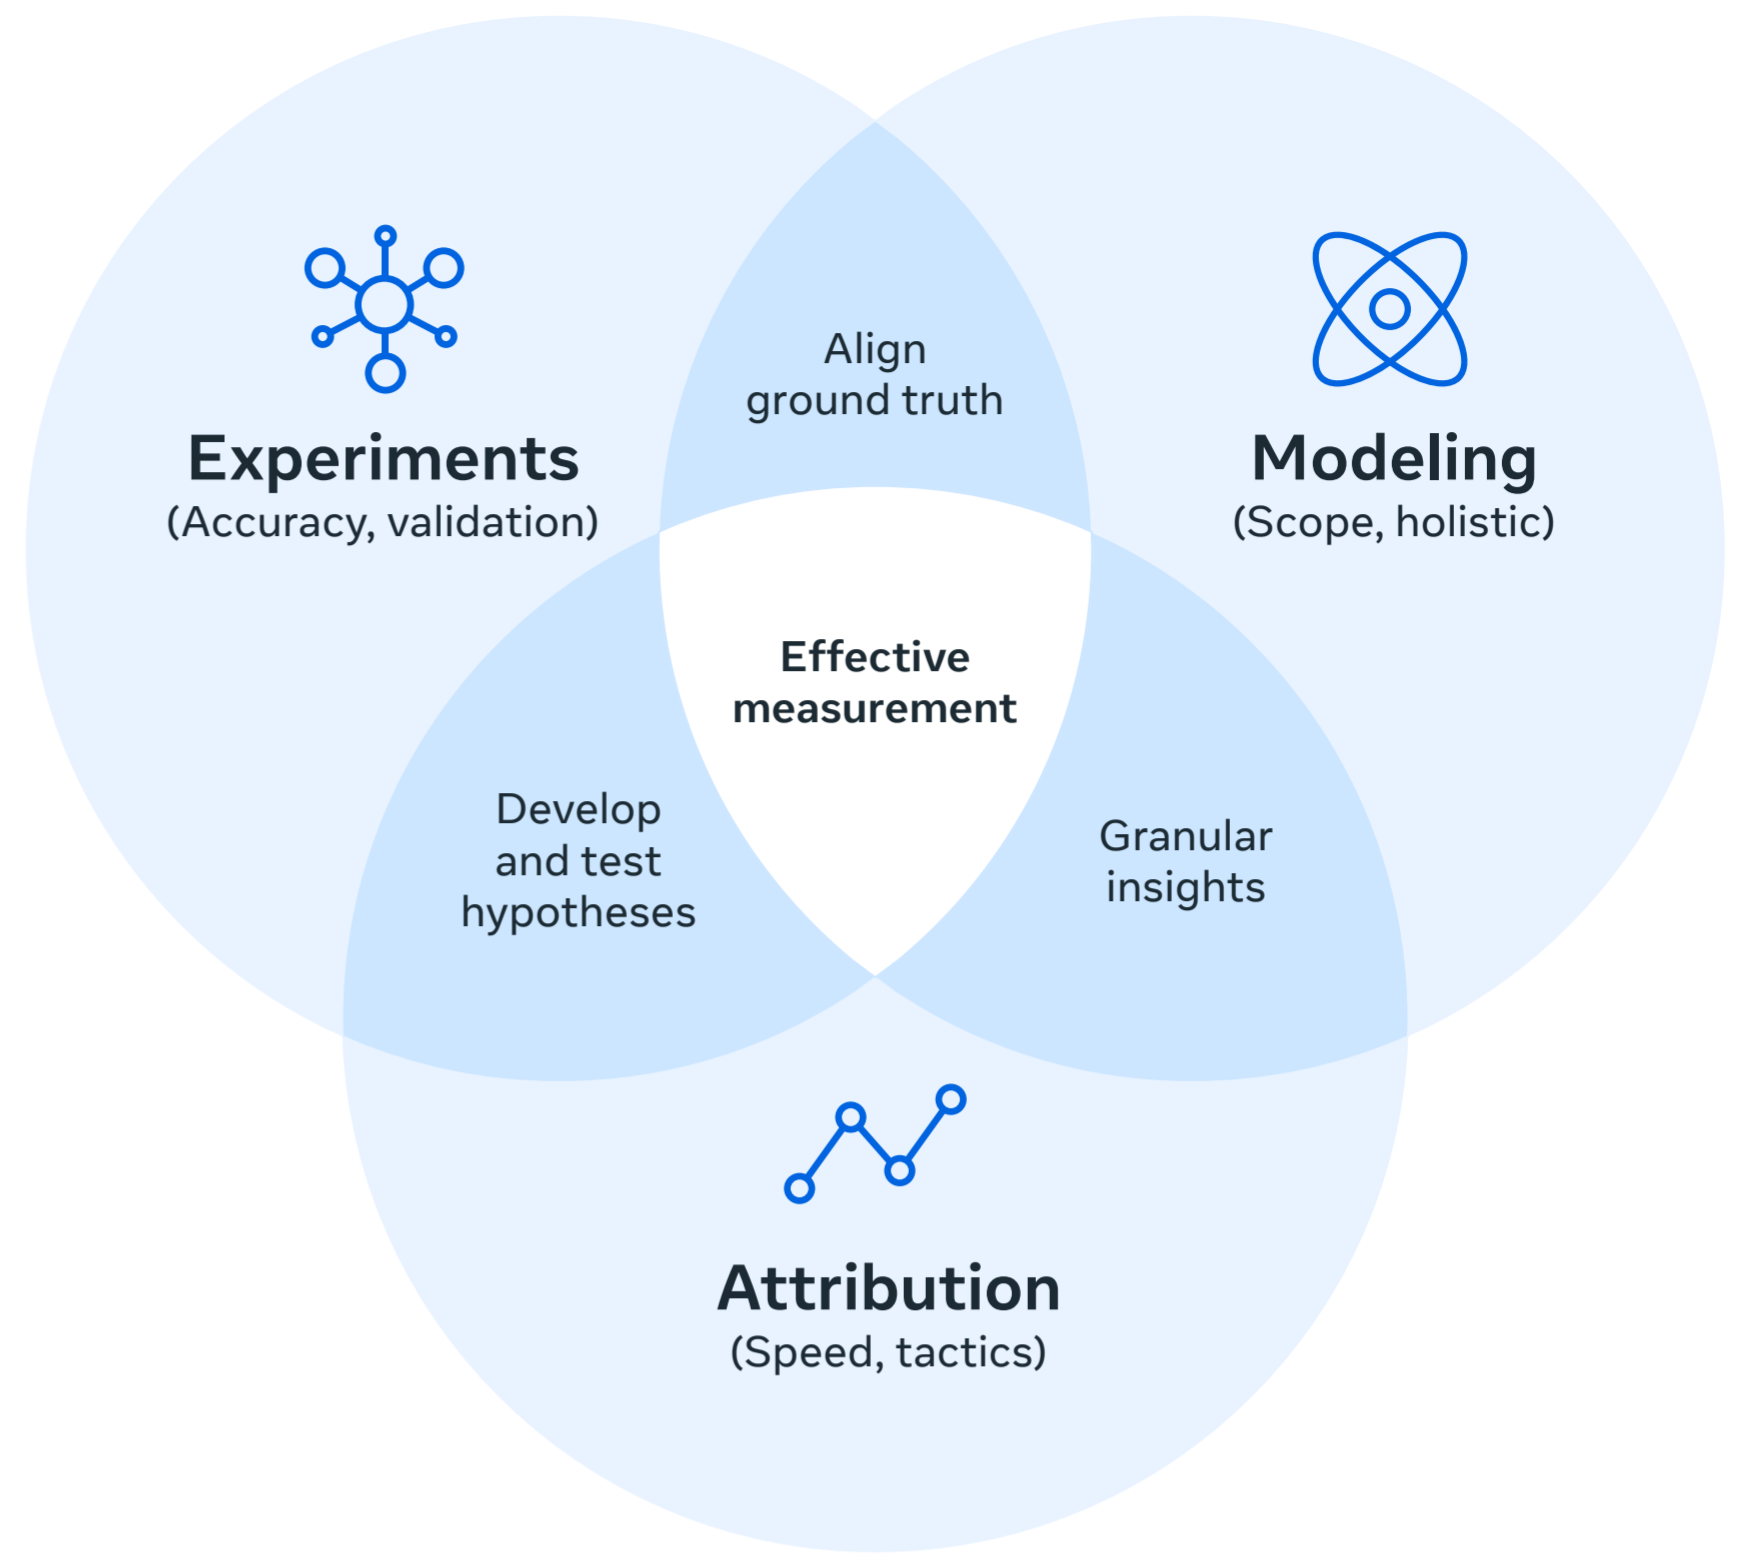 Align
ground truth
Experiments
(Accuracy, validation)
Modeling
(Scope, holistic)
Effective
measurement
Develop
and test
hypotheses
Granular
insights
Attribution
(Speed, tactics)